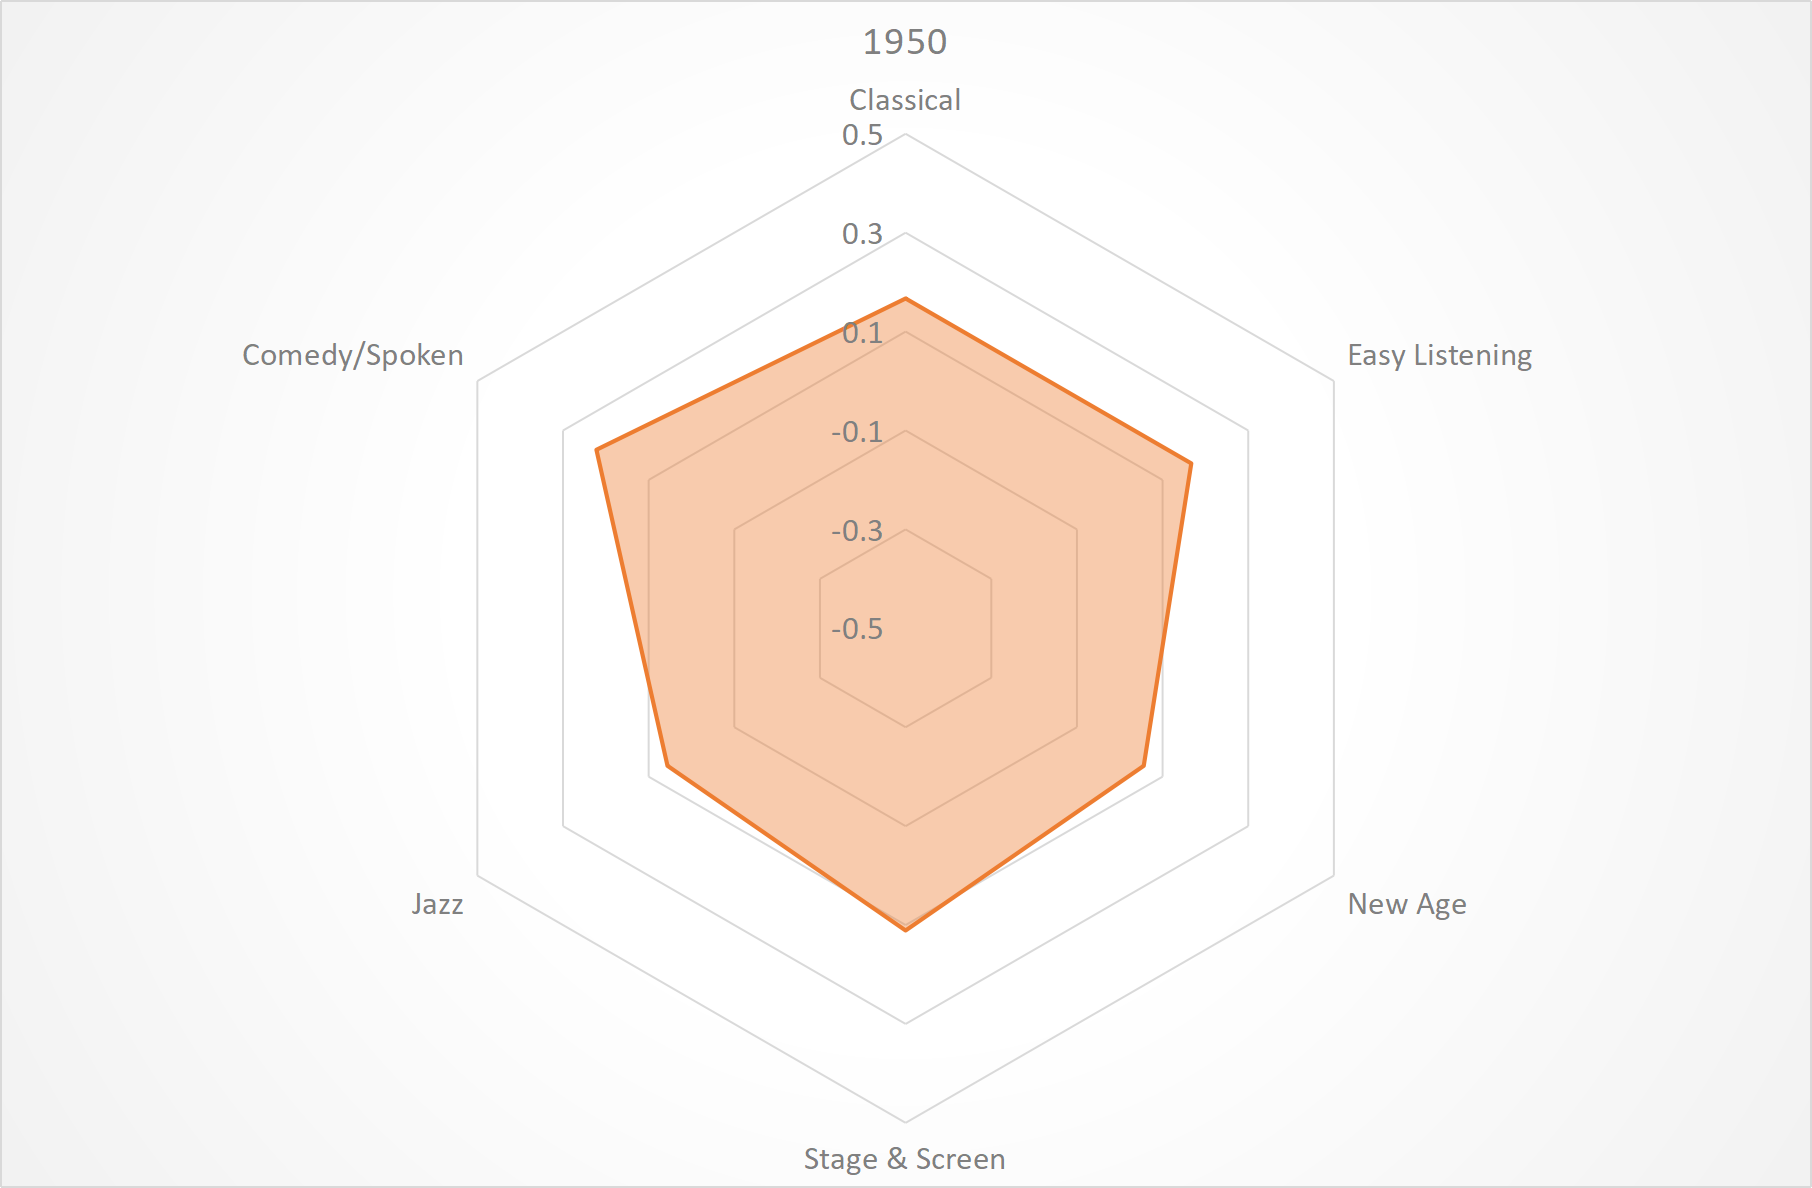 1950
Classical
0.5
0.3
0.1
-0.1
-0.3
-0.5
Comedy/Spoken
Easy Listening
Jazz
New Age
Stage & Screen